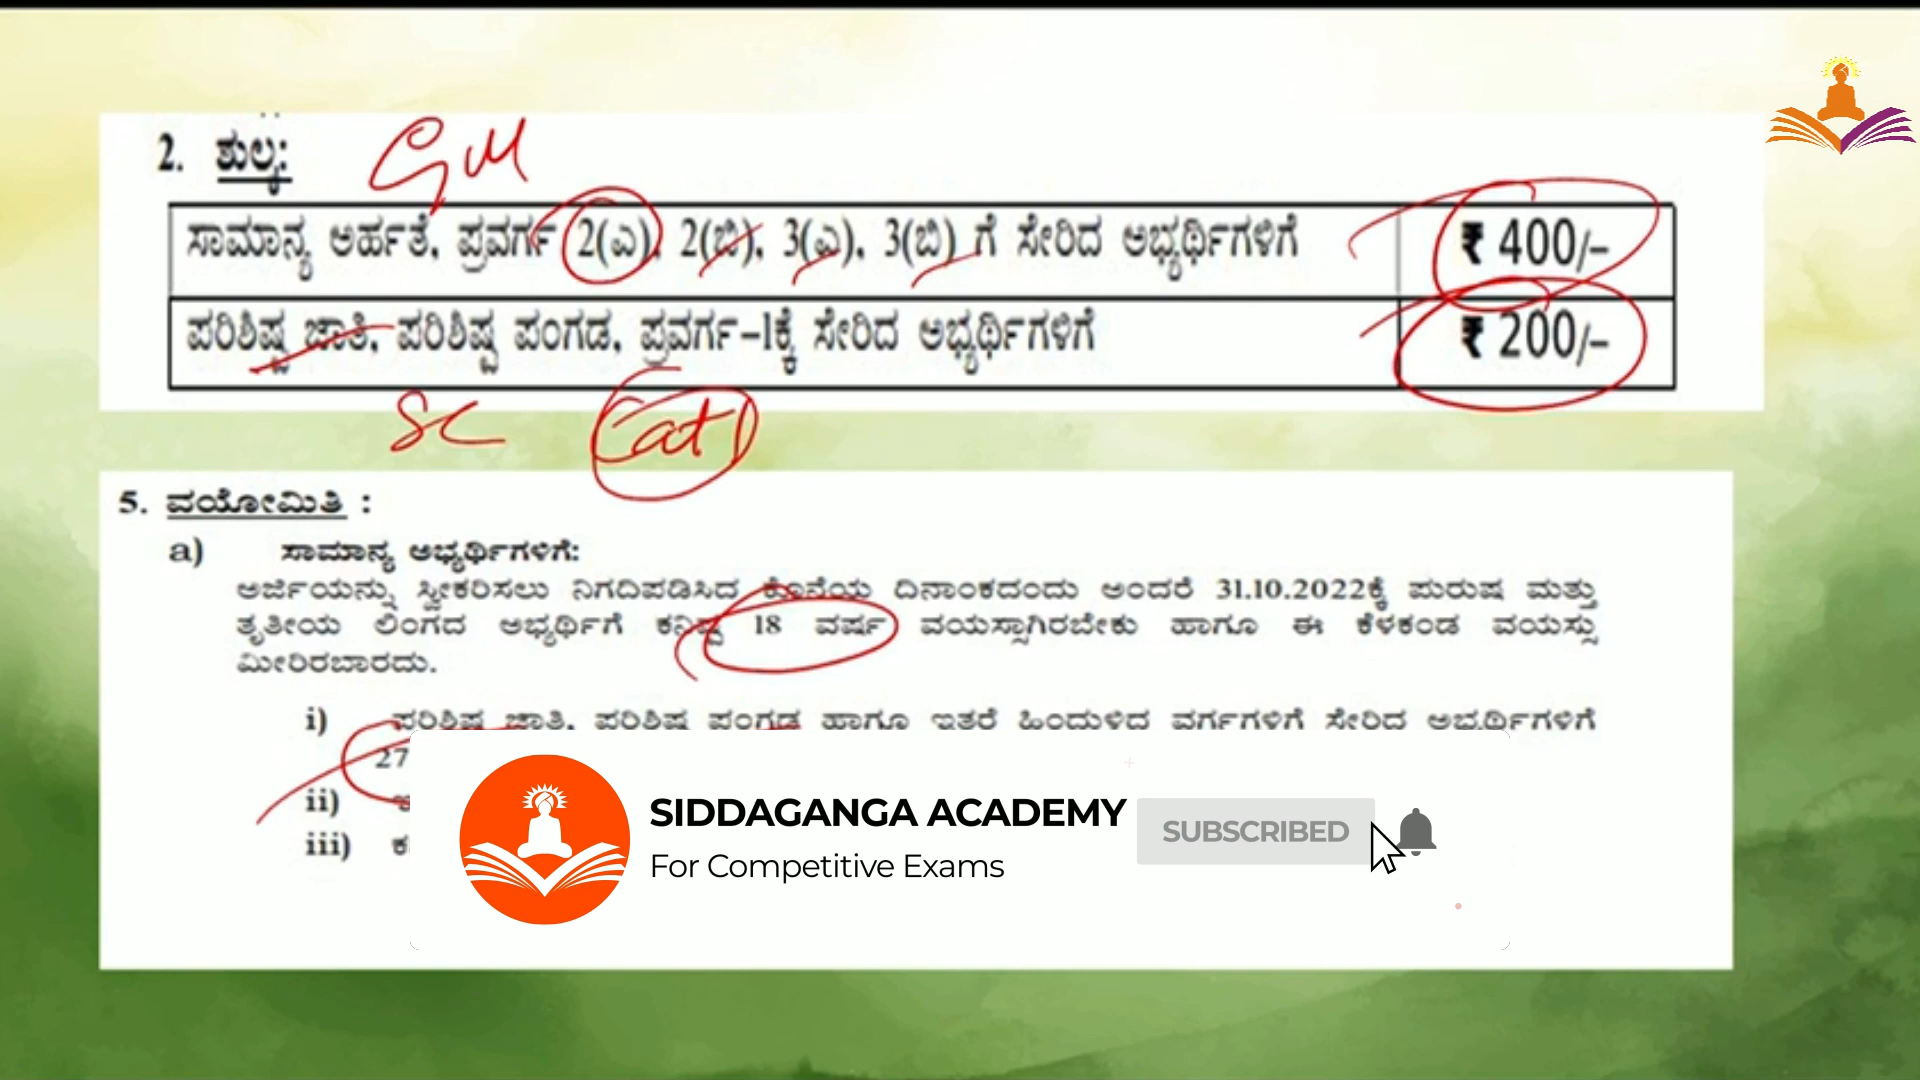 2. ಶುಲ್ಕ:
GM
ಸಾಮಾನ್ಯ ಅರ್ಹತೆ, ಪ್ರವರ್ಗ 2(ಎ), 2(ಬಿ), 3(ಎ), 3(ಬಿ) ಗೆ ಸೇರಿದ ಅಭ್ಯರ್ಥಿಗಳಿಗೆ ₹ 400/-
ಪರಿಶಿಷ್ಟ ಜಾತಿ, ಪರಿಶಿಷ್ಟ ಪಂಗಡ, ಪ್ರವರ್ಗ-1ಕ್ಕೆ ಸೇರಿದ ಅಭ್ಯರ್ಥಿಗಳಿಗೆ ₹ 200/-
SC Cat1
5. ವಯೋಮಿತಿ :
a) ಸಾಮಾನ್ಯ ಅಭ್ಯರ್ಥಿಗಳಿಗೆ:
ಅರ್ಜಿಯನ್ನು ಸ್ವೀಕರಿಸಲು ನಿಗದಿಪಡಿಸಿದ ಕೊನೆಯ ದಿನಾಂಕದಂದು ಅಂದರೆ 31.10.2022ಕ್ಕೆ ಪುರುಷ ಮತ್ತು
ತೃತೀಯ ಲಿಂಗದ ಅಭ್ಯರ್ಥಿಗೆ ಕನಿಷ್ಠ 18 ವರ್ಷ ವಯಸ್ಸಾಗಿರಬೇಕು ಹಾಗೂ ಈ ಕೆಳಕಂಡ ವಯಸ್ಸು
ಮೀರಿರಬಾರದು.
i) ಪರಿಶಿಷ್ಟ ಜಾತಿ, ಪರಿಶಿಷ್ಟ ಪಂಗಡ ಹಾಗೂ ಇತರೆ ಹಿಂದುಳಿದ ವರ್ಗಗಳಿಗೆ ಸೇರಿದ ಅಭ್ಯರ್ಥಿಗಳಿಗೆ
27
ii)
iii) ಕ
SIDDAGANGA ACADEMY
For Competitive Exams
SUBSCRIBED